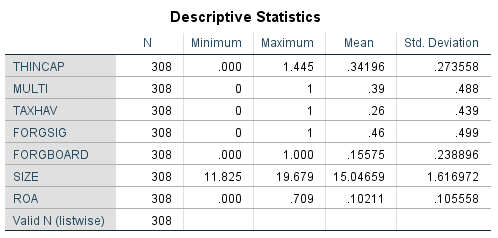 Descriptive Statistics
N Minimum Maximum Mean Std. Deviation
THINCAP 308 .000 1.445 .34196 .273558
MULTI 308 0 1 .39 .488
TAXHAV 308 0 1 .26 .439
FORGSIG 308 0 1 .46 .499
FORGBOARD 308 .000 1.000 .15575 .238896
SIZE 308 11.825 19.679 15.04659 1.616972
ROA 308 .000 .709 .10211 .105558
Valid N (listwise) 308